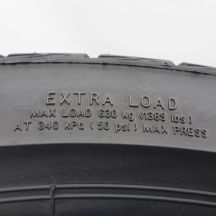 EXTRA LOAD
MAX LOAD 630 kg (1389 lbs)
AT 340 kPa (50 psi) MAX PRESS